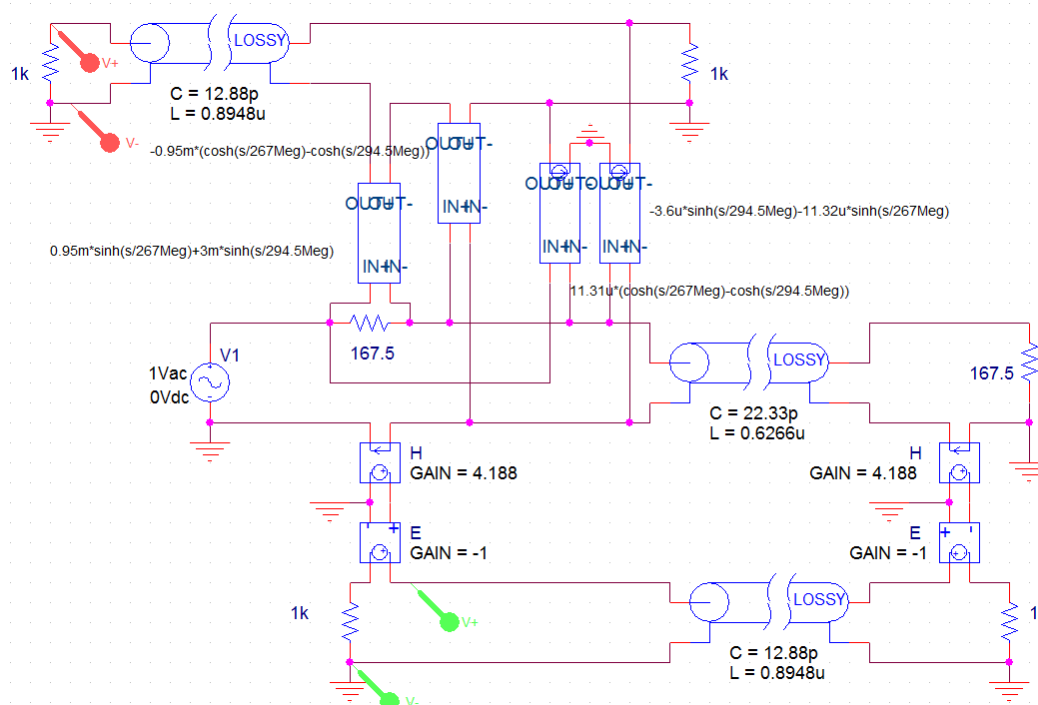 LOSSY
V+
1k
1k
C = 12.88p
L = 0.8948u
V-
-0.95m*(cosh(s/267Meg)-cosh(s/294.5Meg))
OUT+ OUT-
IN+ IN-
OUT+ OUT-
IN+ IN-
OUT+ OUT-
IN+ IN-
OUT+ OUT-
IN+ IN-
-3.6u*sinh(s/294.5Meg)-11.32u*sinh(s/267Meg)
0.95m*sinh(s/267Meg)+3m*sinh(s/294.5Meg)
11.31u*(cosh(s/267Meg)-cosh(s/294.5Meg))
167.5
V1
1Vac
0Vdc
LOSSY
167.5
C = 22.33p
L = 0.6266u
H
GAIN = 4.188
H
GAIN = 4.188
E
GAIN = -1
E
GAIN = -1
1k
V+
LOSSY
1
C = 12.88p
L = 0.8948u
V-